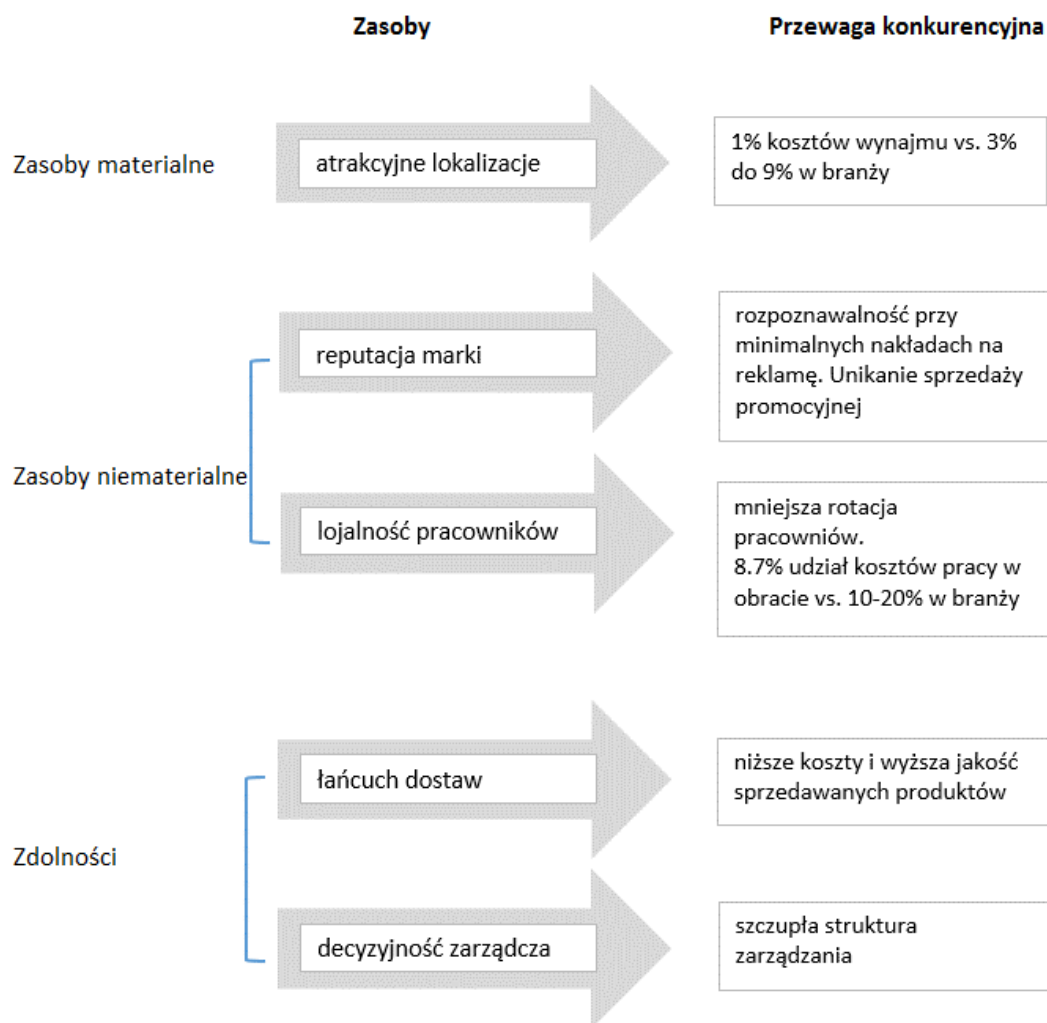 Zasoby
Przewaga konkurencyjna
Zasoby materialne
atrakcyjne lokalizacje
1% kosztów wynajmu vs. 3%
do 9% w branży
Zasoby niematerialne
reputacja marki
rozpoznawalność przy
minimalnych nakładach na
reklamę. Unikanie sprzedaży
promocyjnej
lojalność pracowników
mniejsza rotacja
pracowniów.
8.7% udział kosztów pracy w
obracie vs. 10-20% w branży
Zdolności
łańcuch dostaw
niższe koszty i wyższa jakość
sprzedawanych produktów
decyzyjność zarządcza
szczupła struktura
zarządzania